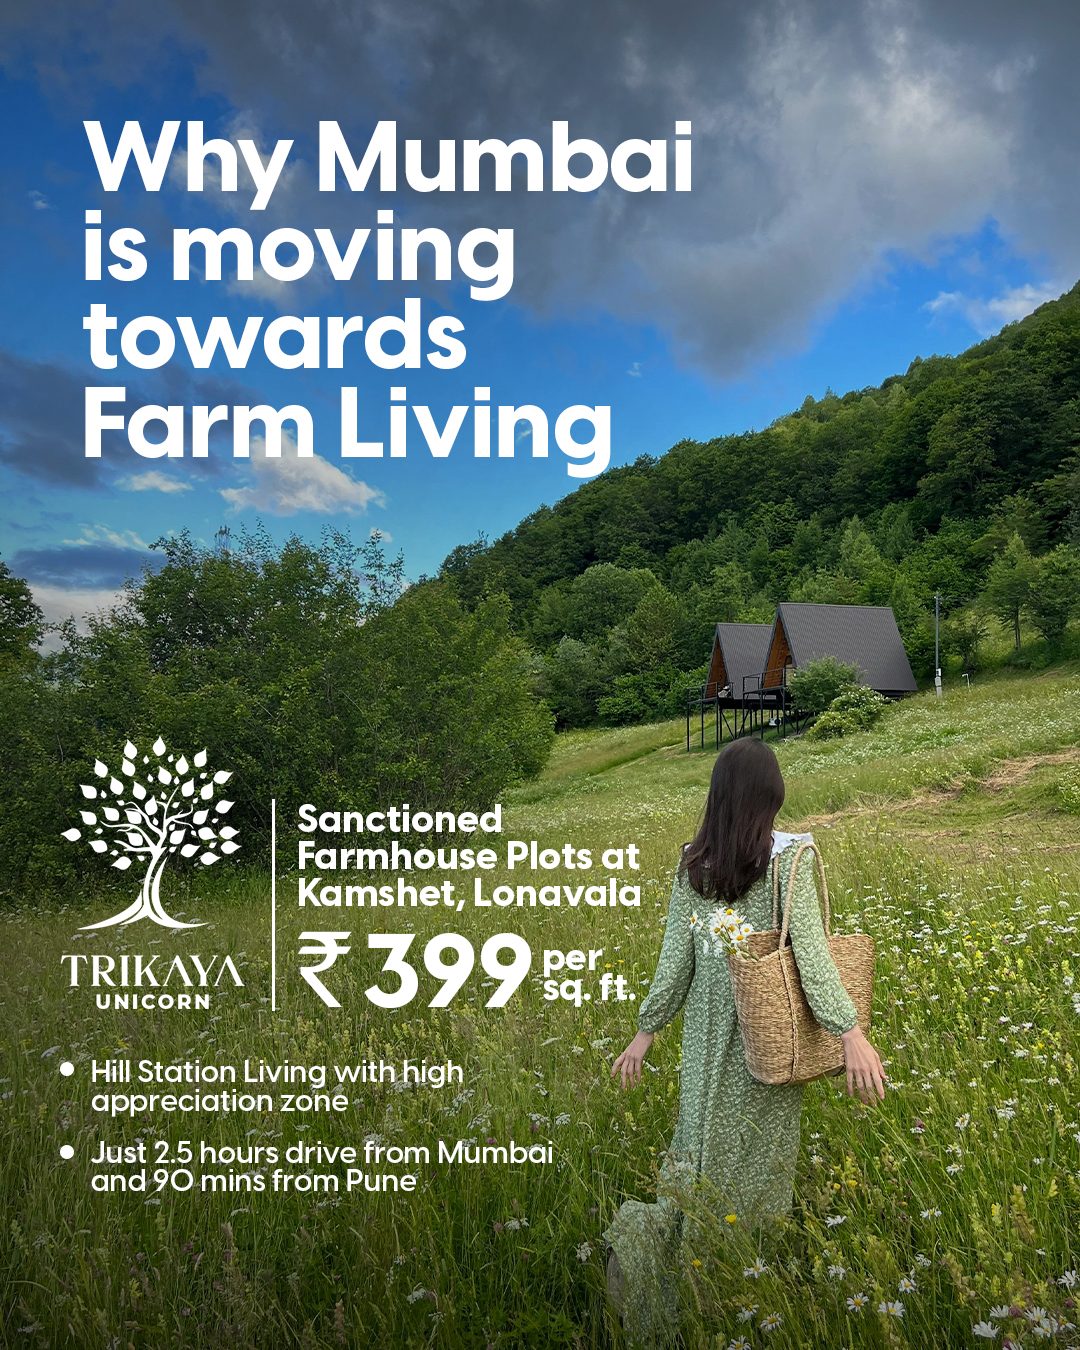 Why Mumbai
is moving
towards
Farm Living
TRIKAYA
UNICORN
Sanctioned
Farmhouse Plots at
Kamshet, Lonavala
₹399 per
sq. ft.
• Hill Station Living with high
appreciation zone
• Just 2.5 hours drive from Mumbai
and 90 mins from Pune